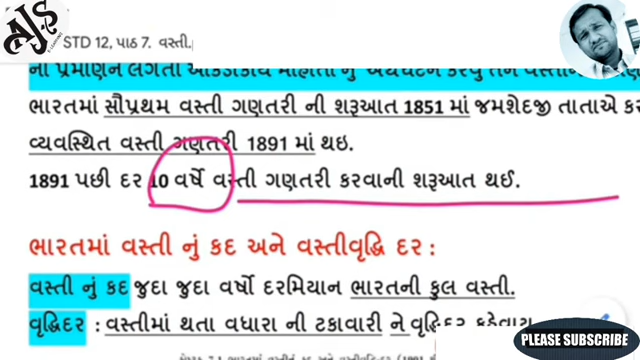 AJS
STD 12, પાઠ 7. વસ્તી.
ભારતમાં સૌપ્રથમ વસ્તી ગણતરી ની શરૂઆત 1851 માં જમશેદજી તાતાએ
વ્યવસ્થિત વસ્તી ગણતરી 1891 માં થઇ.
1891 પછી દર 10 વર્ષે વસ્તી ગણતરી કરવાની શરૂઆત થઈ.
ભારતમાં વસ્તી નું કદ અને વસ્તીવૃદ્ધિ દર :
વસ્તી નું કદ જુદા જુદા વર્ષો દરમિયાન ભારતની કુલ વસ્તી.
વૃદ્ધિદર : વસ્તીમાં થતા વધારા ની ટકાવારી ને વૃદ્ધિદર કહેવાય
PLEASE SUBSCRIBE